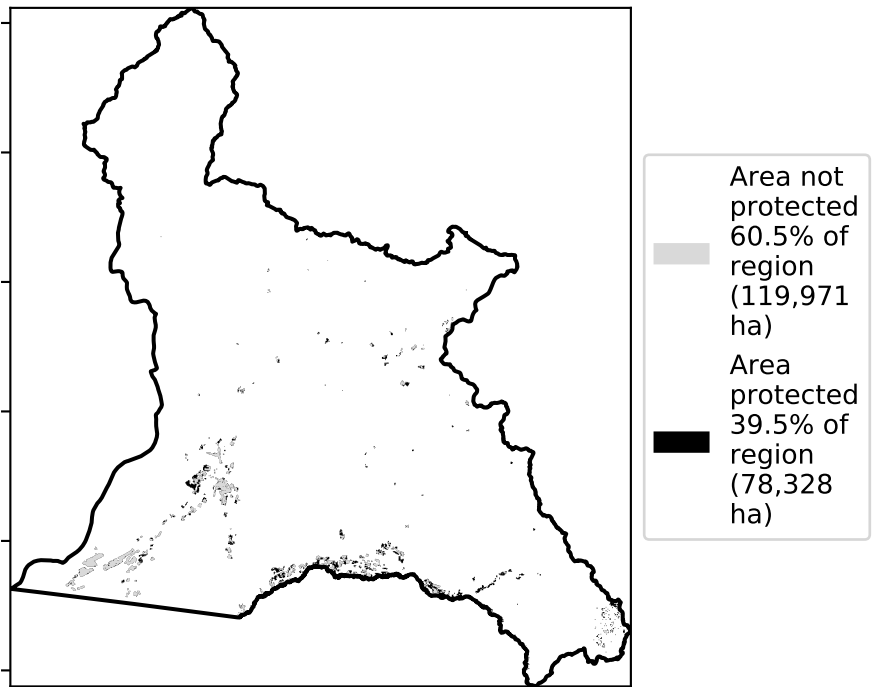 Area not
protected
60.5% of
region
(119,971
ha)
Area
protected
39.5% of
region
(78,328
ha)